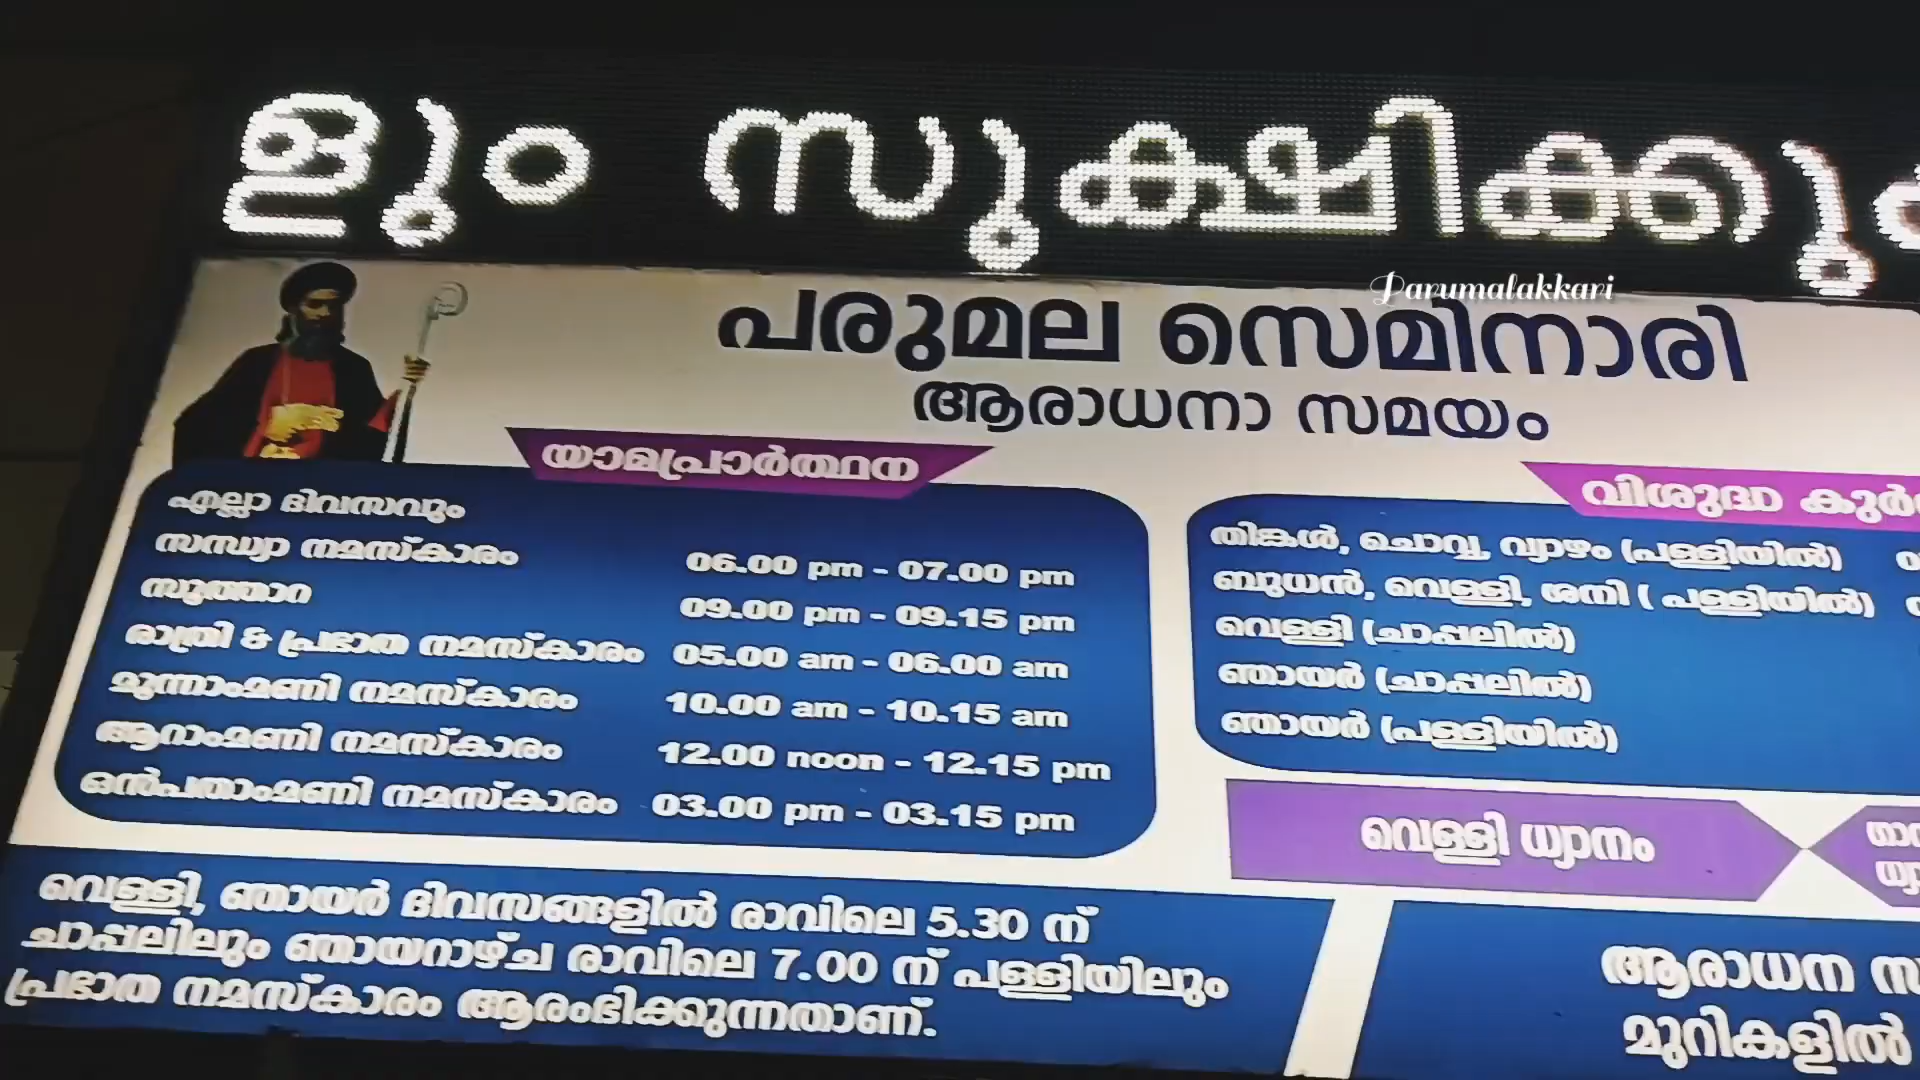 ളും സൂക്ഷിക്കു
Parumalakkari
പരുമല സെമിനാരി
ആരാധനാ സമയം
യാമപ്രാർത്ഥന
എല്ലാ ദിവസവും
സന്ധ്യാ നമസ്കാരം 06.00 pm - 07.00 pm
സൂത്താറ 09.00 pm - 09.15 pm
രാത്രി & പ്രഭാത നമസ്കാരം 05.00 am - 06.00 am
മൂന്നാംമണി നമസ്കാരം 10.00 am - 10.15 am
ആറാംമണി നമസ്കാരം 12.00 noon - 12.15 pm
ഒൻപതാംമണി നമസ്കാരം 03.00 pm - 03.15 pm
വിശുദ്ധ കുർ
തിങ്കൾ, ചൊവ്വ, വ്യാഴം (പള്ളിയിൽ)
ബുധൻ, വെള്ളി, ശനി ( പള്ളിയിൽ)
വെള്ളി (ചാപ്പലിൽ)
ഞായർ (ചാപ്പലിൽ)
ഞായർ (പള്ളിയിൽ)
വെള്ളി ധ്യാനം
വെള്ളി, ഞായർ ദിവസങ്ങളിൽ രാവിലെ 5.30 ന്
ചാപ്പലിലും ഞായറാഴ്ച രാവിലെ 7.00 ന് പള്ളിയിലും
പ്രഭാത നമസ്കാരം ആരംഭിക്കുന്നതാണ്.
ആരാധന
മുറികളിൽ